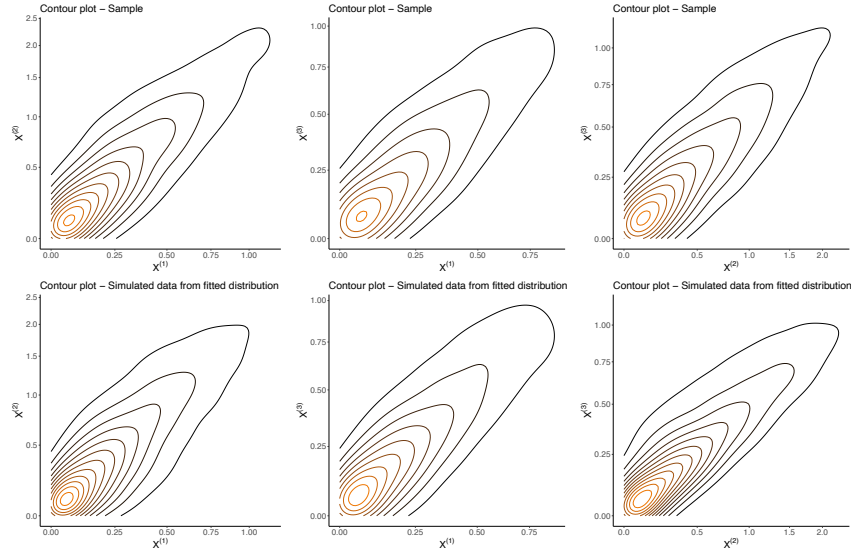 Contour plot − Sample
2.5
2.0
1.5
1.0
0.5
0.0
X(2)
0.00 0.25 0.50 0.75 1.00
X(1)
Contour plot − Sample
1.00
0.75
0.50
0.25
0.00
X(3)
0.00 0.25 0.50 0.75
X(1)
Contour plot − Sample
1.00
0.50
0.25
0.00
X(3)
0.0 0.5 1.0 1.5 2.0
X(2)
Contour plot − Simulated data from fitted distribution
2.5
2.0
1.5
1.0
0.5
0.0
X(2)
0.00 0.25 0.50 0.75 1.00
X(1)
Contour plot − Simulated data from fitted distribution
1.00
0.75
0.50
0.25
0.00
X(3)
0.00 0.25 0.50 0.75
X(1)
Contour plot − Simulated data from fitted distribution
1.00
0.75
0.50
0.25
0.00
X(3)
0.0 0.5 1.0 1.5 2.0
X(2)